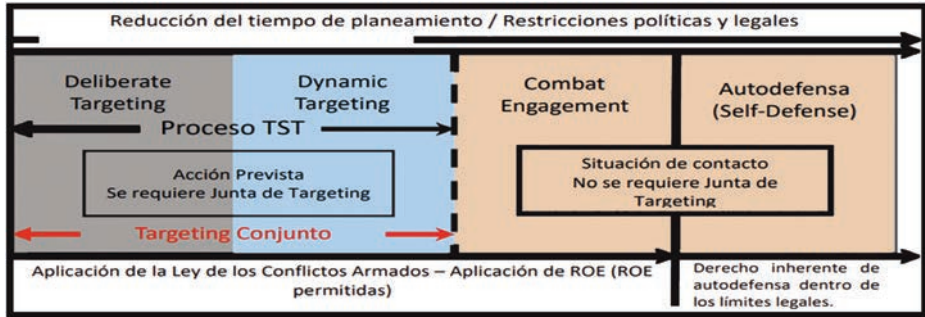 Reducción del tiempo de planeamiento / Restricciones políticas y legales
Deliberate
Targeting
Dynamic
Targeting
Proceso TST
Acción Prevista
Se requiere Junta de Targeting
Targeting Conjunto
Combat
Engagement
Autodefensa
(Self-Defense)
Situación de contacto
No se requiere Junta de
Targeting
Aplicación de la Ley de los Conflictos Armados – Aplicación de ROE (ROE
permitidas)
Derecho inherente de
autodefensa dentro de
los límites legales.